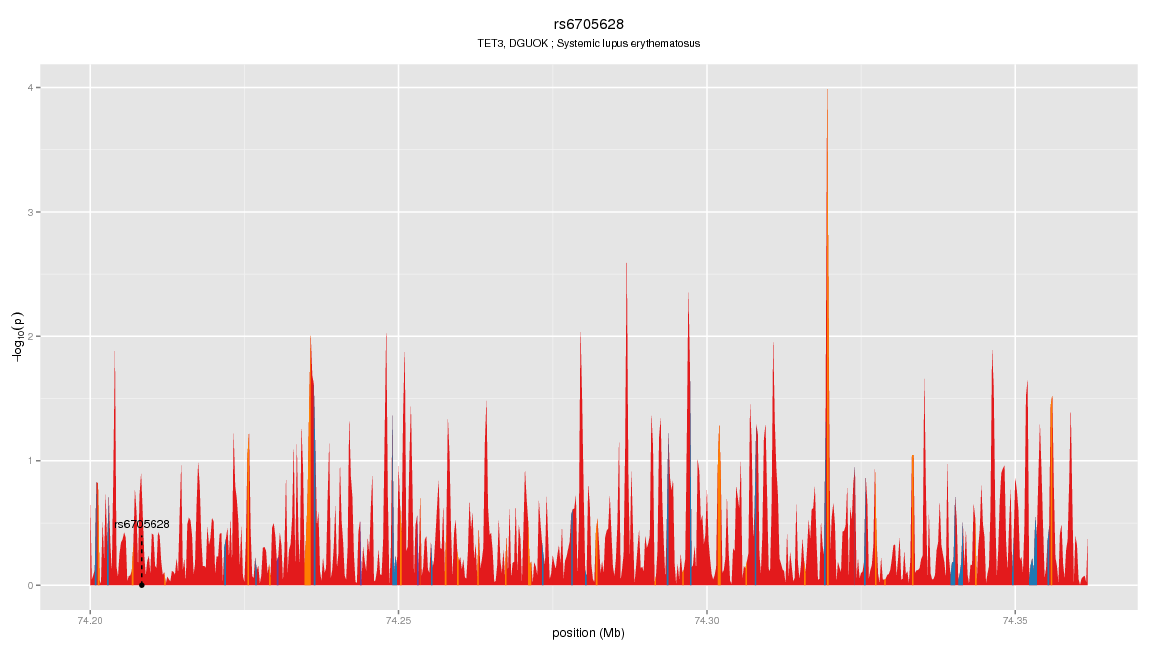 rs6705628
TET3, DGUOK ; Systemic lupus erythematosus
4
3
2
1
0
−log10(p)
rs6705628
74.20 74.25 74.30 74.35
position (Mb)